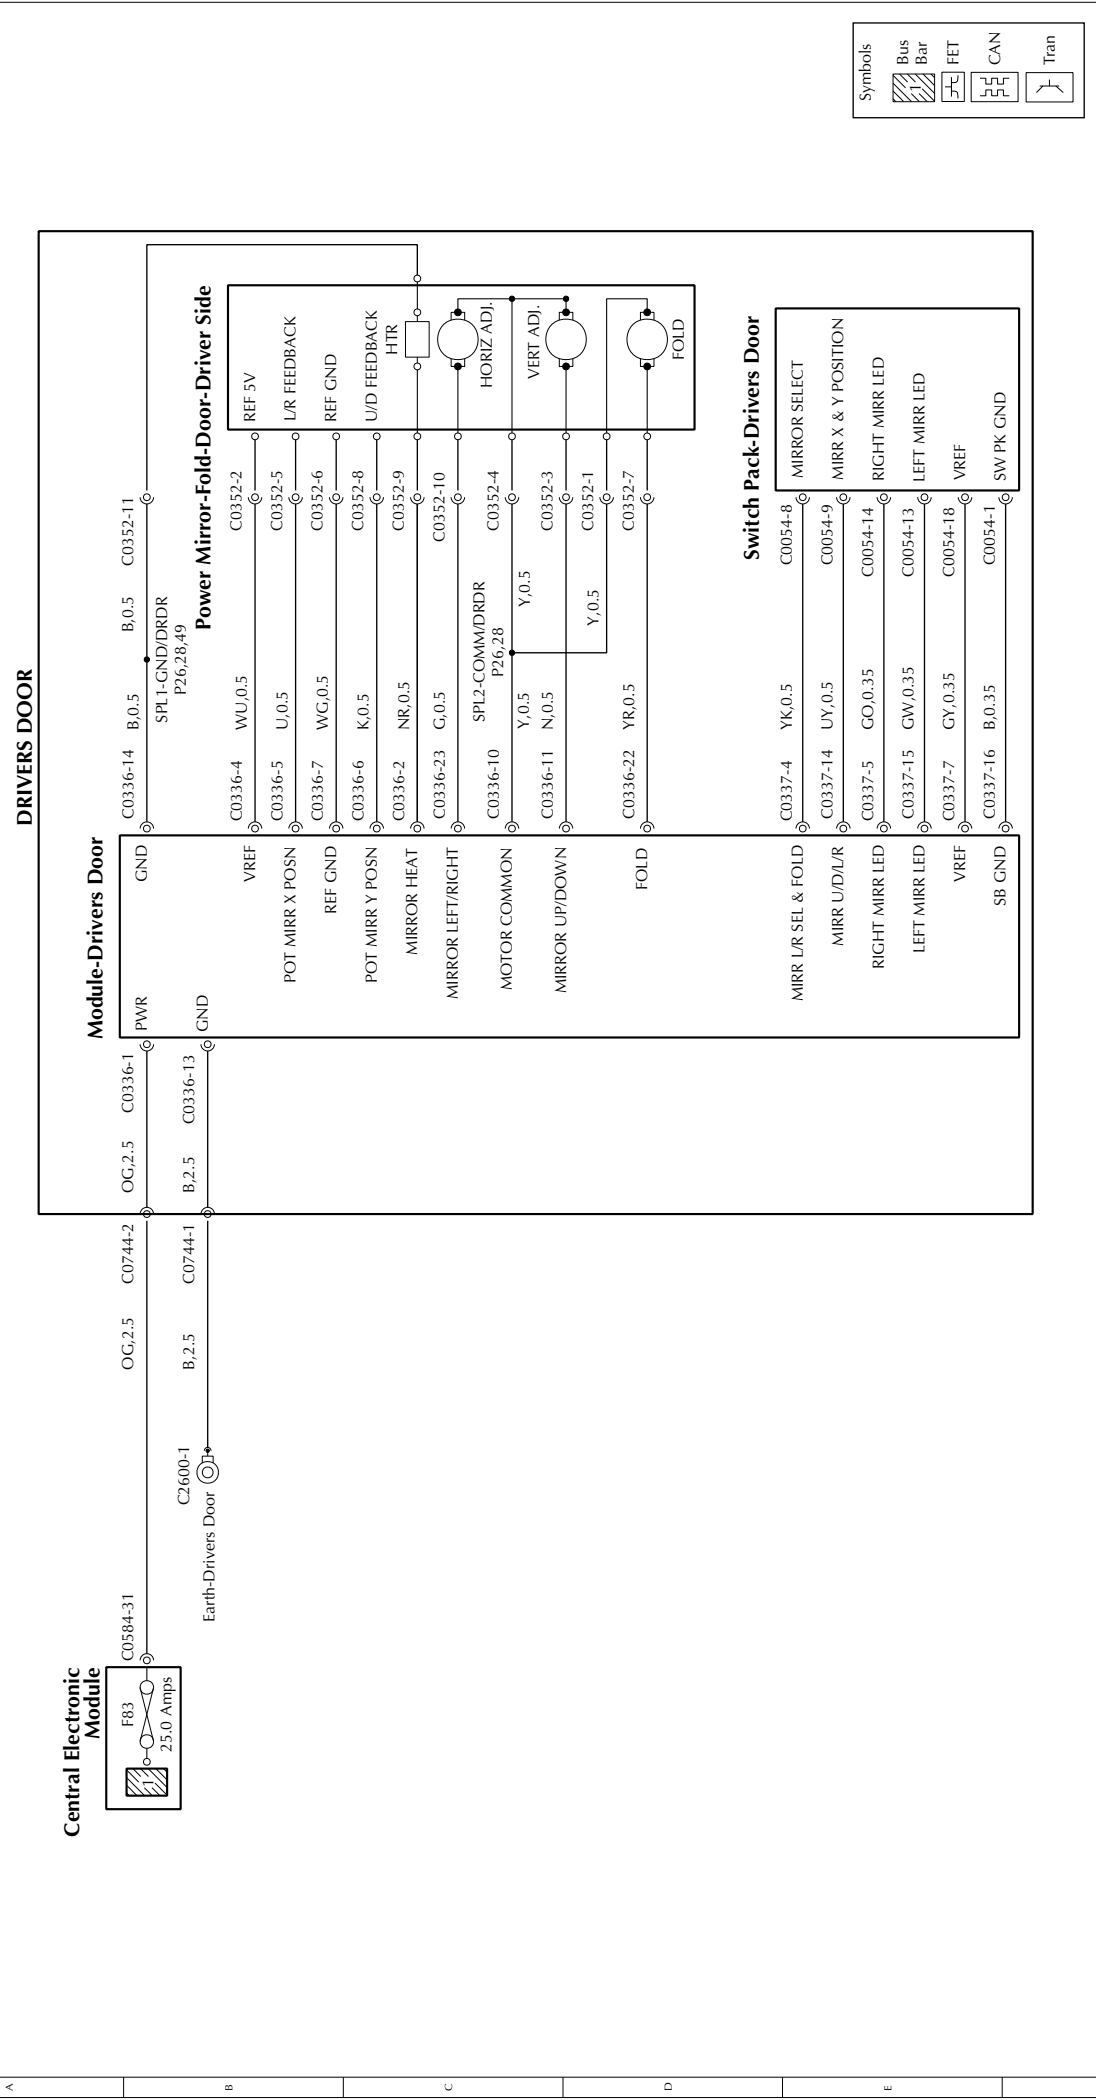 DRIVERS DOOR
Central Electronic
Module
F83
1
25.0 Amps
C0584-31
C2600-1
Earth-Drivers Door
OG,2.5
C0744-2
OG,2.5
C0336-1
B,2.5
C0744-1
B,2.5
C0336-13
Module-Drivers Door
PWR
GND
GND
C0336-14
B,0.5
SPL1-GND/DRDR
P26,28,49
B,0.5
C0352-11
Power Mirror-Fold-Door-Driver Side
VREF
C0336-4
WU,0.5
C0352-2
REF 5V
POT MIRR X POSN
C0336-5
U,0.5
C0352-5
L/R FEEDBACK
REF GND
C0336-7
WG,0.5
C0352-6
REF GND
POT MIRR Y POSN
C0336-6
K,0.5
C0352-8
U/D FEEDBACK
MIRROR HEAT
C0336-2
NR,0.5
C0352-9
HTR
MIRROR LEFT/RIGHT
C0336-23
G,0.5
C0352-10
HORIZ ADJ.
MOTOR COMMON
C0336-10
Y,0.5
SPL2-COMM/DRDR
P26,28
Y,0.5
C0352-4
MIRROR UP/DOWN
C0336-11
N,0.5
C0352-3
VERT ADJ.
Y,0.5
C0352-1
FOLD
C0336-22
YR,0.5
C0352-7
FOLD
Switch Pack-Drivers Door
MIRR L/R SEL & FOLD
C0337-4
YK,0.5
C0054-8
MIRROR SELECT
MIRR U/D/L/R
C0337-14
UY,0.5
C0054-9
MIRR X & Y POSITION
RIGHT MIRR LED
C0337-5
GO,0.35
C0054-14
RIGHT MIRR LED
LEFT MIRR LED
C0337-15
GW,0.35
C0054-13
LEFT MIRR LED
VREF
C0337-7
GY,0.35
C0054-18
VREF
SB GND
C0337-16
B,0.35
C0054-1
SW PK GND
Symbols
1
Bus
Bar
FET
CAN
Tran
A
B
C
D
E